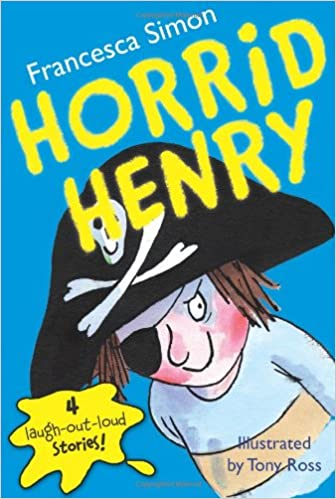 Francesca Simon
HORRiD
HENRY
4
laugh-out-loud
Stories!
Illustrated
by Tony Ross